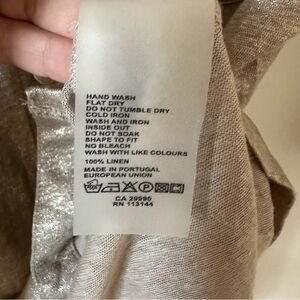 HAND WASH
FLAT DRY
DO NOT TUMBLE DRY
COLD IRON
WASH AND IRON
INSIDE OUT
DO NOT SOAK
SHAPE TO FIT
NO BLEACH
WASH WITH LIKE COLOURS
100% LINEN
MADE IN PORTUGAL
EUROPEAN UNION
CA 29990
RN 113144